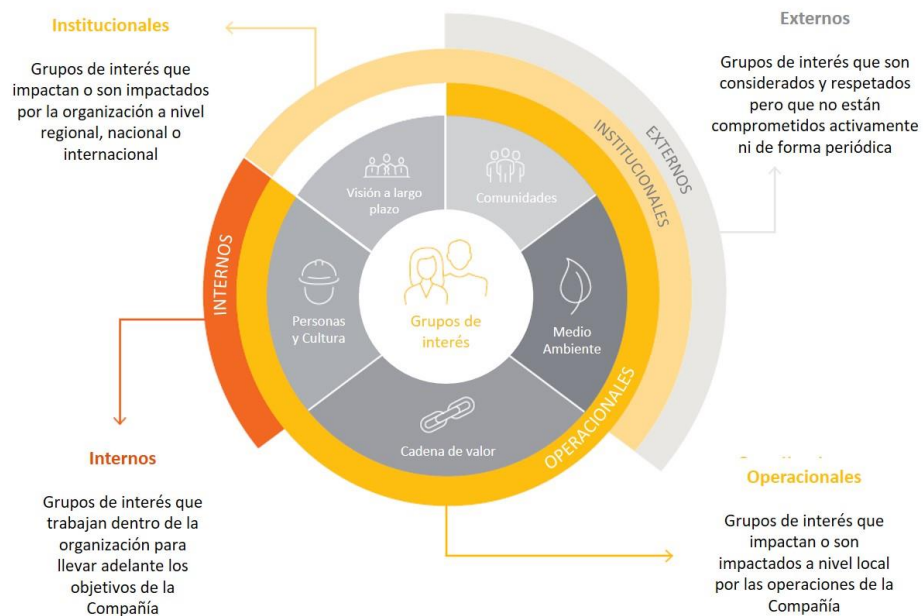 Institucionales
Grupos de interés que
impactan o son impactados
por la organización a nivel
regional, nacional o
internacional
Externos
Grupos de interés que son
considerados y respetados
pero que no están
comprometidos activamente
ni de forma periódica
EXTERNOS
INSTITUCIONALES
OPERACIONALES
INTERNOS
Visión a largo
plazo
Comunidades
Personas
y Cultura
Grupos de
interés
Medio
Ambiente
Cadena de valor
Internos
Grupos de interés que
trabajan dentro de la
organización para
llevar adelante los
objetivos de la
Compañía
Operacionales
Grupos de interés que
impactan o son
impactados a nivel local
por las operaciones de la
Compañía